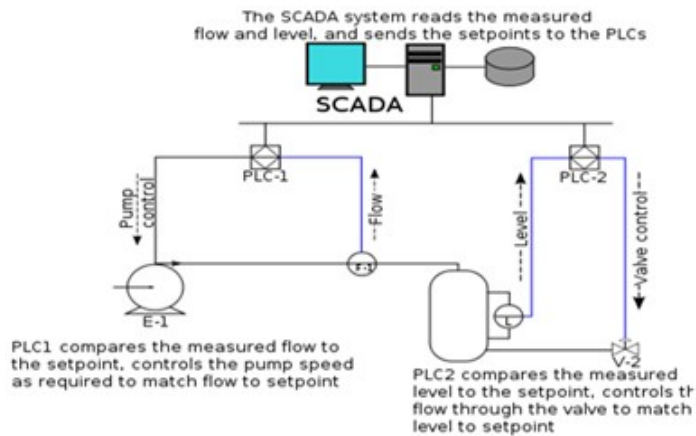 The SCADA system reads the measured
flow and level, and sends the setpoints to the PLCs
SCADA
PLC-1
PLC-2
Pump
control
Flow
Level
Valve control
F-1
E-1
L
V-2
PLC1 compares the measured flow to
the setpoint, controls the pump speed
as required to match flow to setpoint
PLC2 compares the measured
level to the setpoint, controls th
flow through the valve to match
level to setpoint